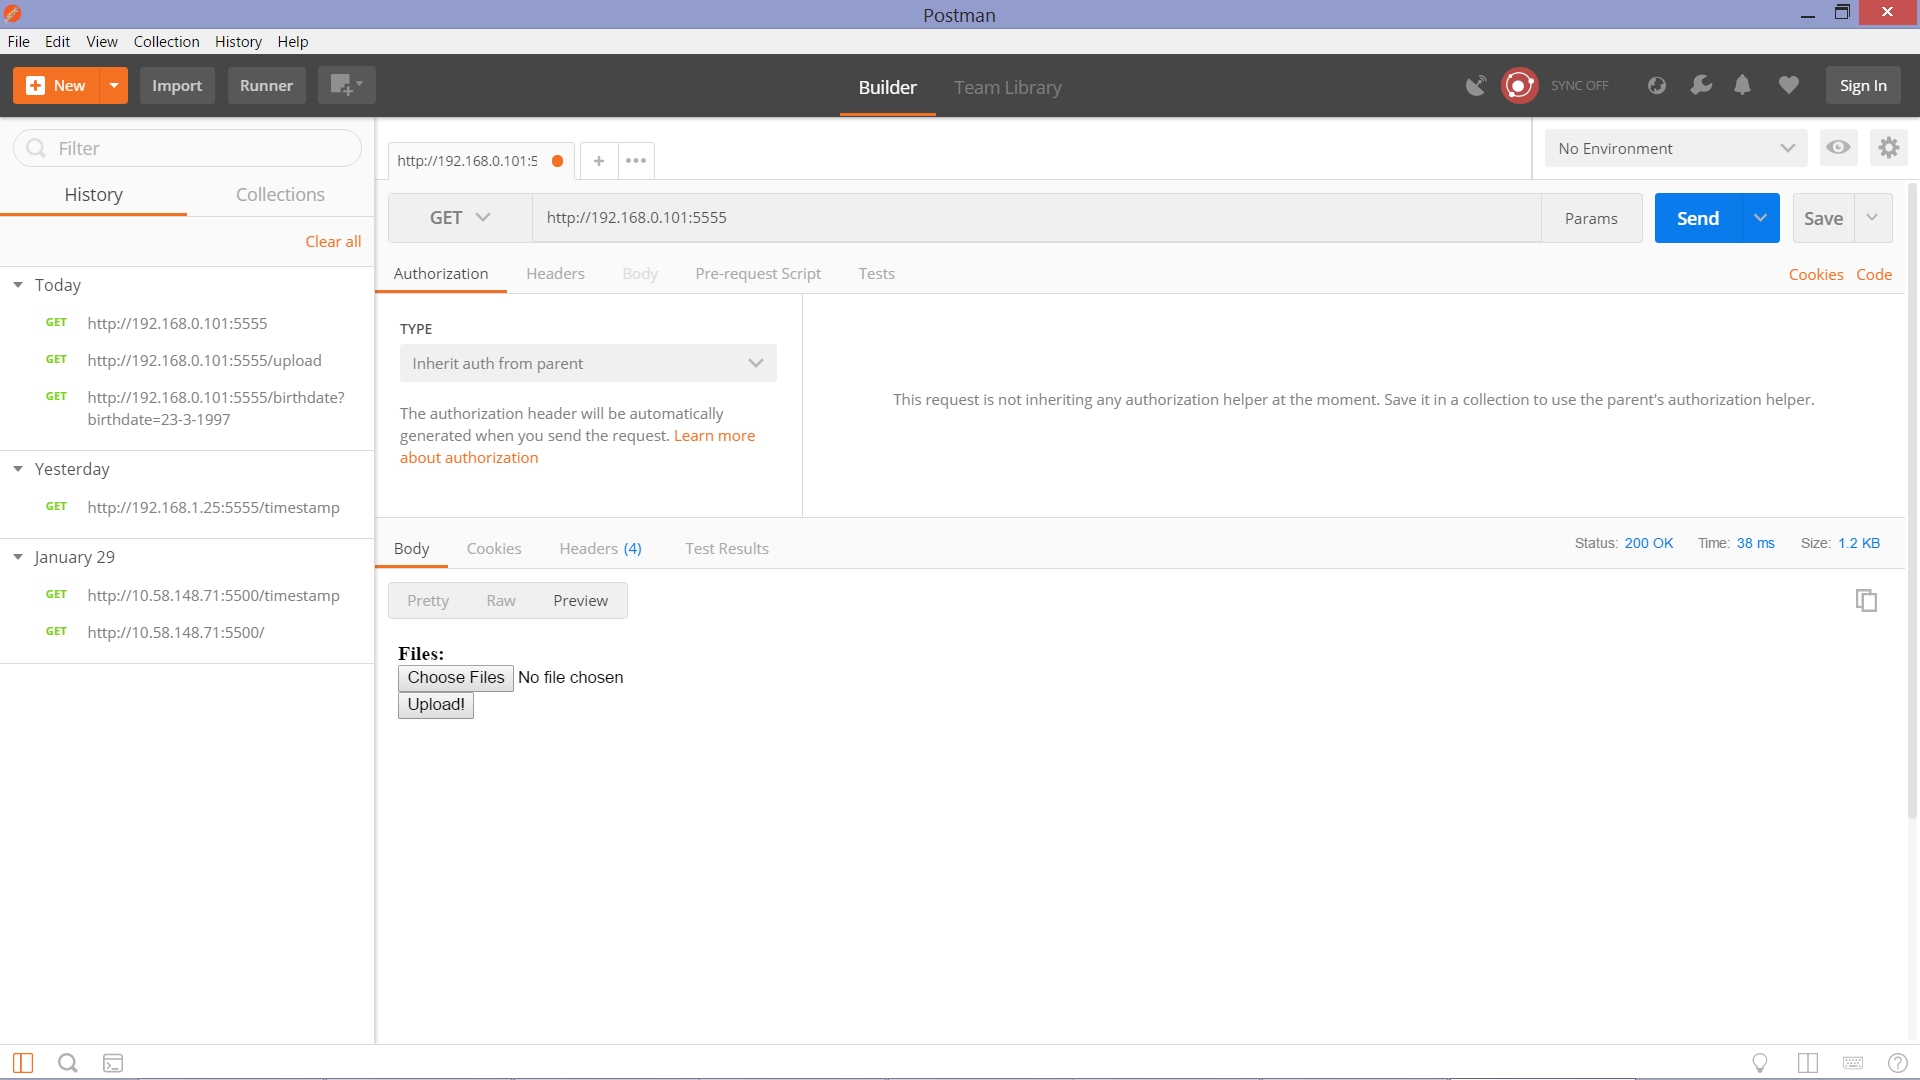 Postman
File Edit View Collection History Help
New Import Runner Builder Team Library SYNC OFF Sign In
Filter
History Collections
Clear all
Today
GET http://192.168.0.101:5555
GET http://192.168.0.101:5555/upload
GET http://192.168.0.101:5555/birthdate?
birthdate=23-3-1997
Yesterday
GET http://192.168.1.25:5555/timestamp
January 29
GET http://10.58.148.71:5500/timestamp
GET http://10.58.148.71:5500/
http://192.168.0.101:5
No Environment
GET http://192.168.0.101:5555 Params Send Save
Authorization Headers Body Pre-request Script Tests Cookies Code
TYPE
Inherit auth from parent
The authorization header will be automatically
generated when you send the request. Learn more
about authorization
This request is not inheriting any authorization helper at the moment. Save it in a collection to use the parent's authorization helper.
Body Cookies Headers (4) Test Results Status: 200 OK Time: 38 ms Size: 1.2 KB
Pretty Raw Preview
Files:
Choose Files No file chosen
Upload!